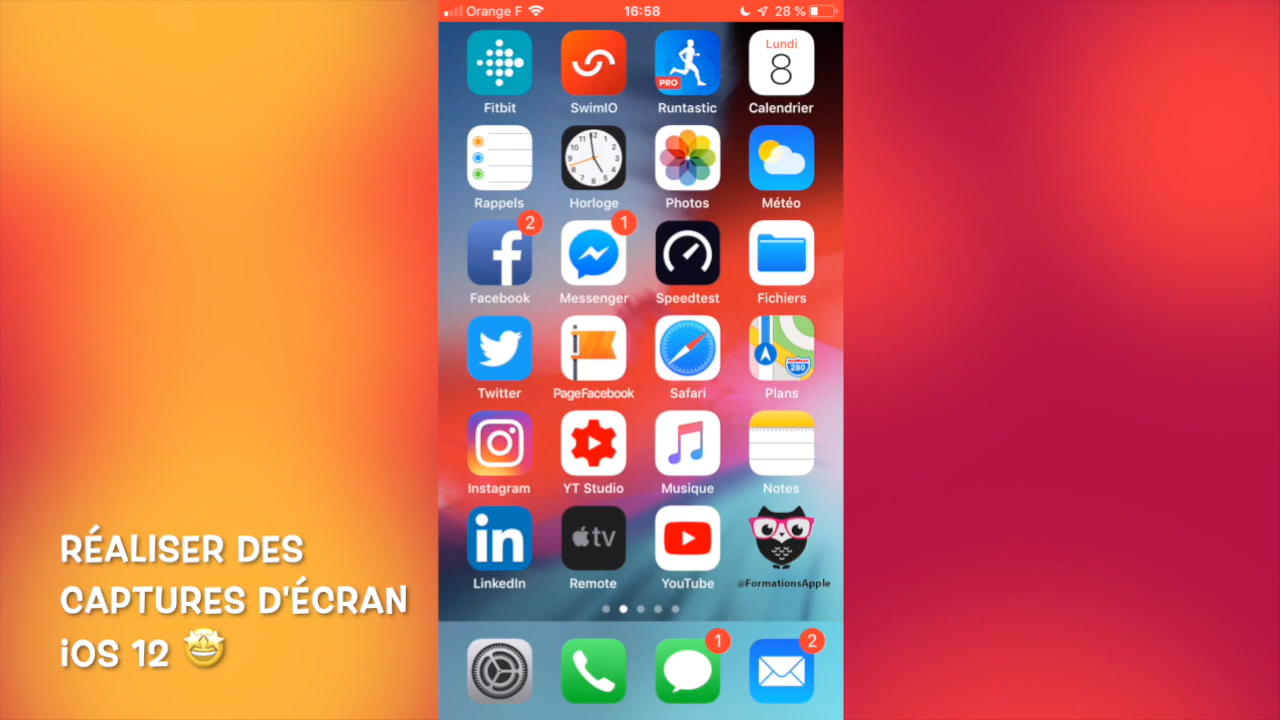 Orange F 16:58 28 %
Lundi
8
Fitbit SwimIO PRO Runtastic Calendrier
Rappels Horloge Photos Météo
2 1
Facebook Messenger Speedtest Fichiers
280
Twitter PageFacebook Safari Plans
Instagram YT Studio Musique Notes
in tv
LinkedIn Remote YouTube @FormationsApple
1 2
RÉALISER DES
CAPTURES D'ÉCRAN
iOS 12